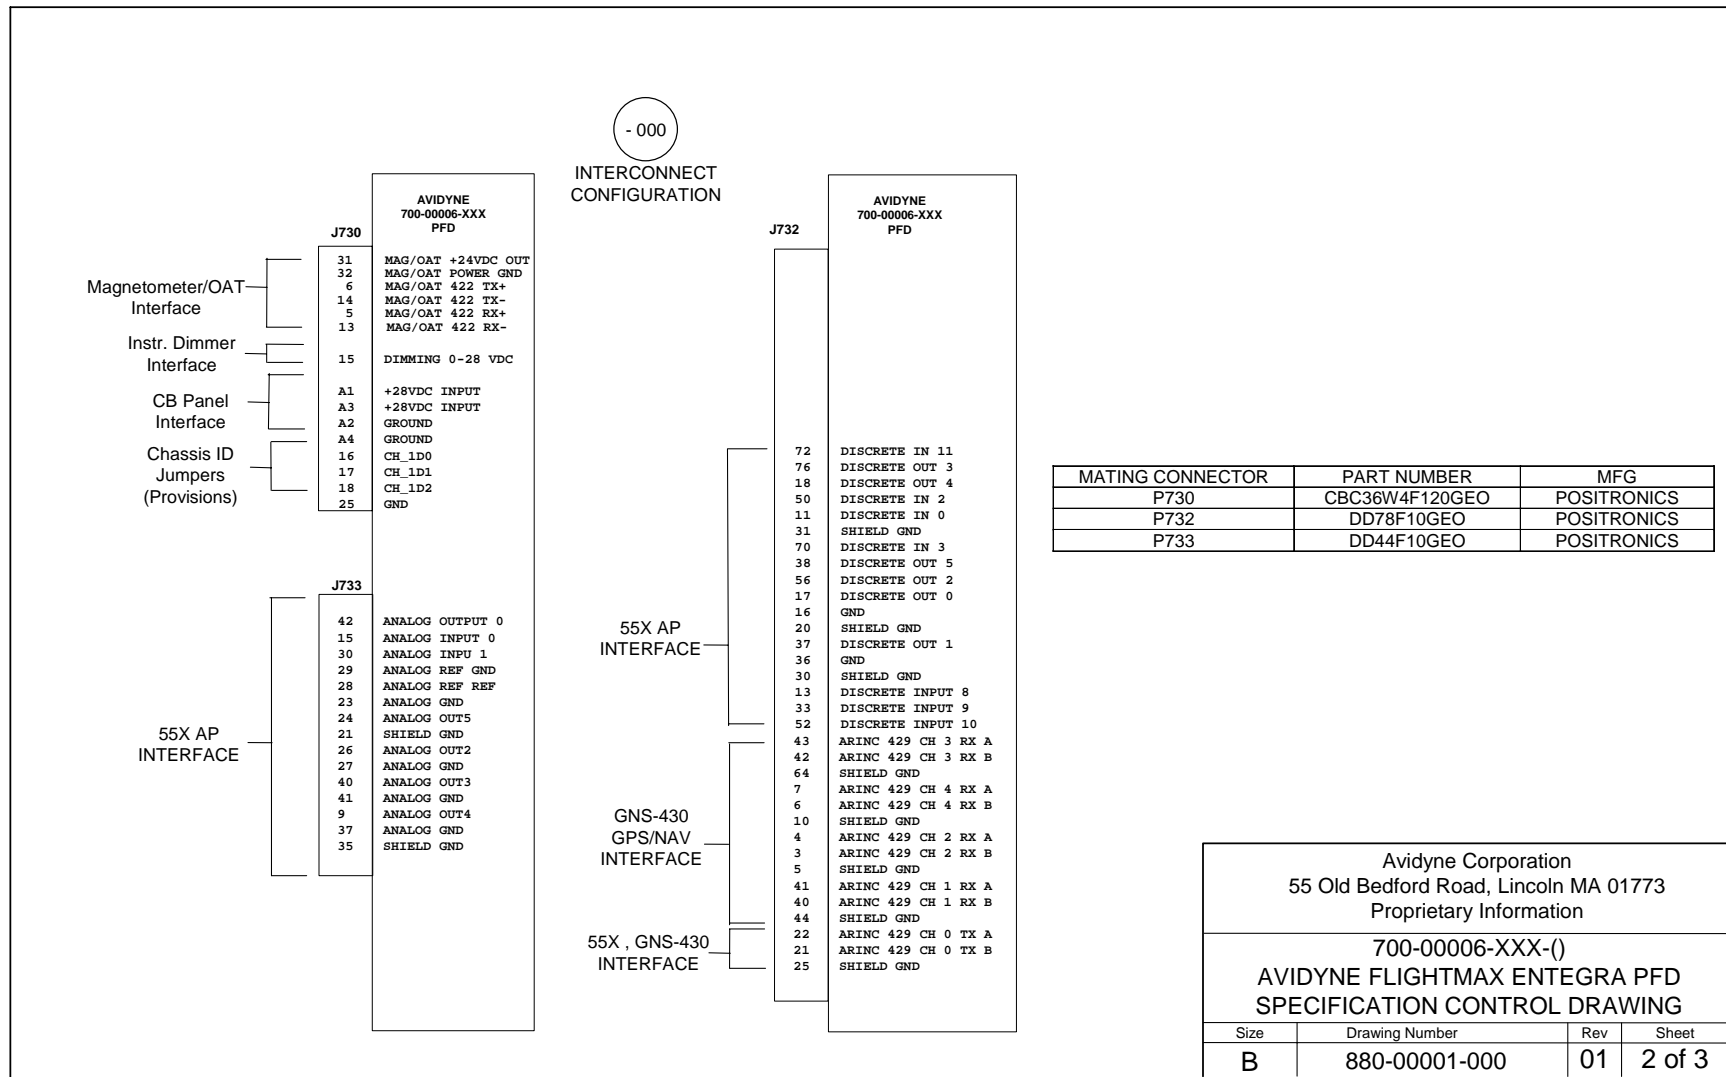 - 000
INTERCONNECT
CONFIGURATION
AVIDYNE
700-00006-XXX
PFD
J730
31 MAG/OAT +24VDC OUT
32 MAG/OAT POWER GND
6 MAG/OAT 422 TX+
14 MAG/OAT 422 TX-
5 MAG/OAT 422 RX+
13 MAG/OAT 422 RX-
Magnetometer/OAT
Interface
15 DIMMING 0-28 VDC
Instr. Dimmer
Interface
A1 +28VDC INPUT
A3 +28VDC INPUT
A2 GROUND
A4 GROUND
CB Panel
Interface
16 CH_1D0
17 CH_1D1
18 CH_1D2
25 GND
Chassis ID
Jumpers
(Provisions)
J733
42 ANALOG OUTPUT 0
15 ANALOG INPUT 0
30 ANALOG INPU 1
29 ANALOG REF GND
28 ANALOG REF REF
23 ANALOG GND
24 ANALOG OUT5
21 SHIELD GND
26 ANALOG OUT2
27 ANALOG GND
40 ANALOG OUT3
41 ANALOG GND
9 ANALOG OUT4
37 ANALOG GND
35 SHIELD GND
55X AP
INTERFACE
AVIDYNE
700-00006-XXX
PFD
J732
72 DISCRETE IN 11
76 DISCRETE OUT 3
18 DISCRETE OUT 4
50 DISCRETE IN 2
11 DISCRETE IN 0
31 SHIELD GND
70 DISCRETE IN 3
38 DISCRETE OUT 5
56 DISCRETE OUT 2
17 DISCRETE OUT 0
16 GND
20 SHIELD GND
37 DISCRETE OUT 1
36 GND
30 SHIELD GND
13 DISCRETE INPUT 8
33 DISCRETE INPUT 9
52 DISCRETE INPUT 10
55X AP
INTERFACE
43 ARINC 429 CH 3 RX A
42 ARINC 429 CH 3 RX B
64 SHIELD GND
7 ARINC 429 CH 4 RX A
6 ARINC 429 CH 4 RX B
10 SHIELD GND
4 ARINC 429 CH 2 RX A
3 ARINC 429 CH 2 RX B
5 SHIELD GND
41 ARINC 429 CH 1 RX A
40 ARINC 429 CH 1 RX B
44 SHIELD GND
GNS-430
GPS/NAV
INTERFACE
22 ARINC 429 CH 0 TX A
21 ARINC 429 CH 0 TX B
25 SHIELD GND
55X , GNS-430
INTERFACE
MATING CONNECTOR PART NUMBER MFG
P730 CBC36W4F120GEO POSITRONICS
P732 DD78F10GEO POSITRONICS
P733 DD44F10GEO POSITRONICS
Avidyne Corporation
55 Old Bedford Road, Lincoln MA 01773
Proprietary Information
700-00006-XXX-()
AVIDYNE FLIGHTMAX ENTEGRA PFD
SPECIFICATION CONTROL DRAWING
Size Drawing Number Rev Sheet
B 880-00001-000 01 2 of 3